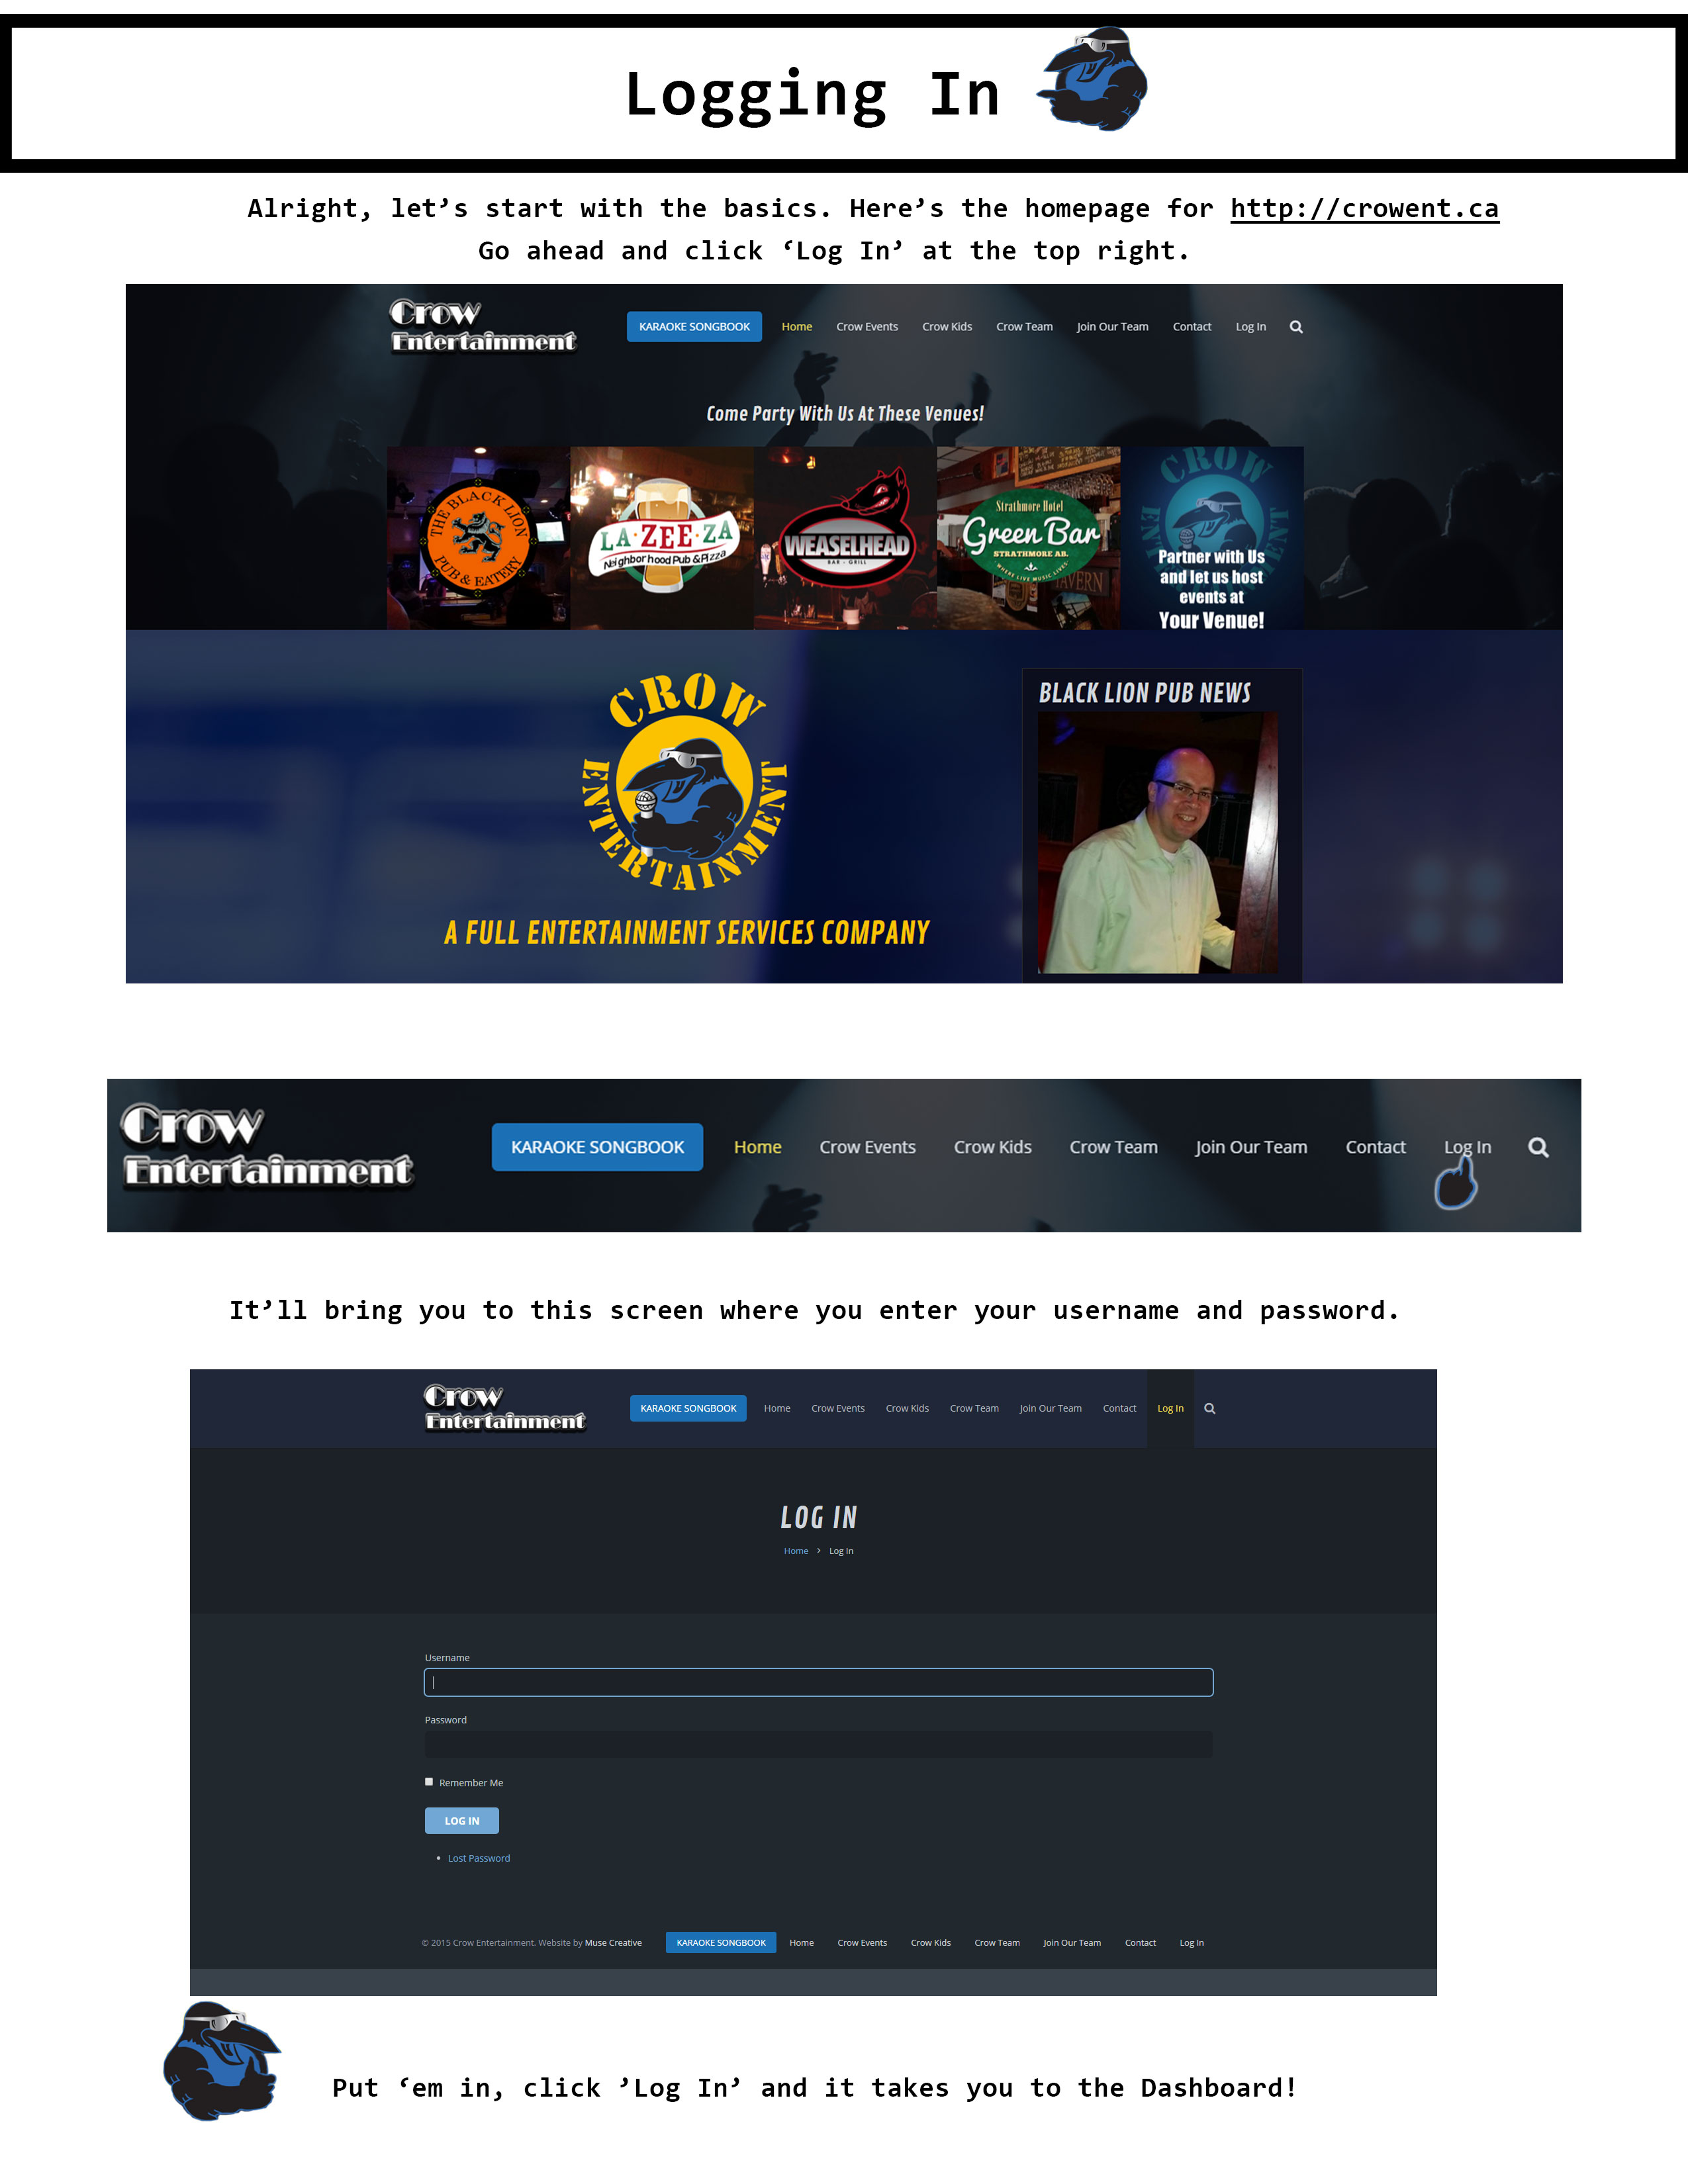 Logging In
Alright, let’s start with the basics. Here’s the homepage for http://crowent.ca
Go ahead and click ‘Log In’ at the top right.
Crow
Entertainment
KARAOKE SONGBOOK Home Crow Events Crow Kids Crow Team Join Our Team Contact Log In
Come Party With Us At These Venues!
THE BLACK LION
PUB & EATERY
LA·ZEE·ZA
Neighborhood Pub & Pizza
WEASELHEAD
BAR - GRILL
Strathmore Hotel
Green Bar
STRATHMORE AB.
WHERE LIVE MUSIC LIVES
TAVERN
CROW
ENTERTAINMENT
Partner with Us
and let us host
events at
Your Venue!
CROW
ENTERTAINMENT
A FULL ENTERTAINMENT SERVICES COMPANY
BLACK LION PUB NEWS
Crow
Entertainment
KARAOKE SONGBOOK Home Crow Events Crow Kids Crow Team Join Our Team Contact Log In
It’ll bring you to this screen where you enter your username and password.
Crow
Entertainment
KARAOKE SONGBOOK Home Crow Events Crow Kids Crow Team Join Our Team Contact Log In
LOG IN
Home > Log In
Username
Password
Remember Me
LOG IN
• Lost Password
© 2015 Crow Entertainment. Website by Muse Creative KARAOKE SONGBOOK Home Crow Events Crow Kids Crow Team Join Our Team Contact Log In
Put ‘em in, click ’Log In’ and it takes you to the Dashboard!